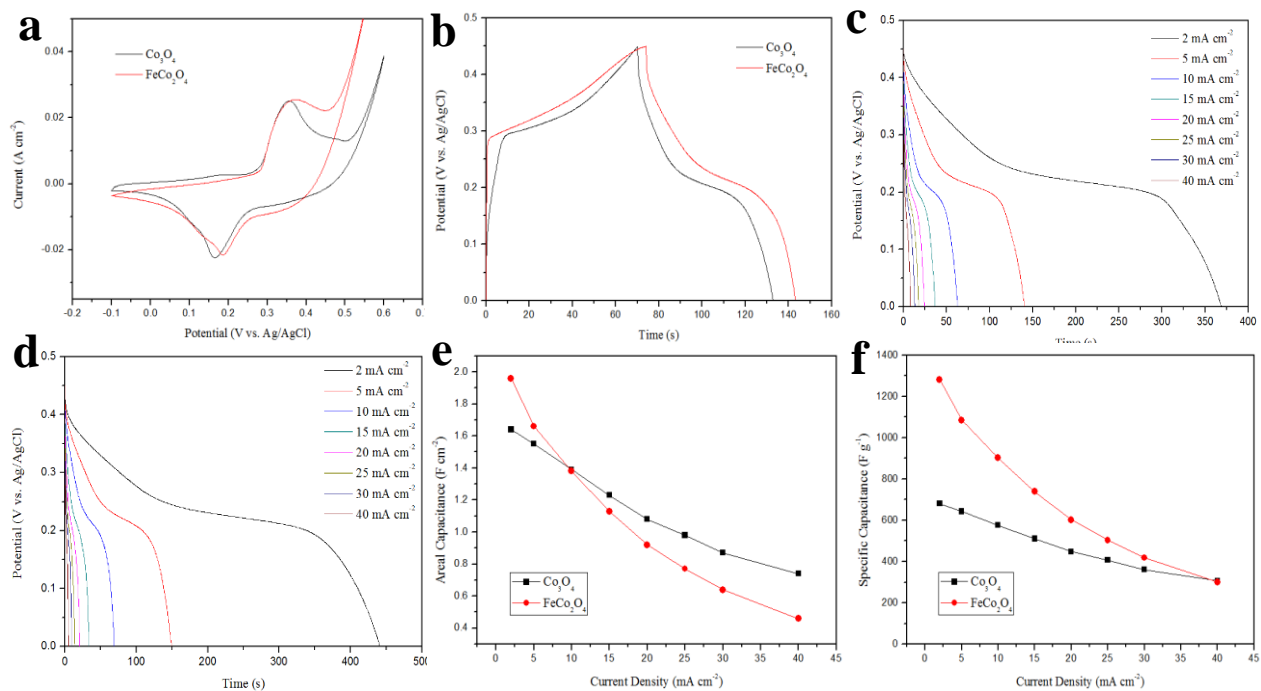 a
0.04
0.02
0.00
-0.02
Current (A cm⁻²)
Co₃O₄
FeCo₂O₄
-0.2
-0.1
0.0
0.1
0.2
0.3
0.4
0.5
0.6
0.7
Potential (V vs. Ag/AgCl)
b
0.5
0.4
0.3
0.2
0.1
0.0
Potential (V vs. Ag/AgCl)
Co₃O₄
FeCo₂O₄
0
20
40
60
80
100
120
140
160
Time (s)
c
0.5
0.4
0.3
0.2
0.1
0.0
Potential (V vs. Ag/AgCl)
2 mA cm⁻²
5 mA cm⁻²
10 mA cm⁻²
15 mA cm⁻²
20 mA cm⁻²
25 mA cm⁻²
30 mA cm⁻²
40 mA cm⁻²
0
50
100
150
200
250
300
350
400
Time (s)
d
0.5
0.4
0.3
0.2
0.1
0.0
Potential (V vs. Ag/AgCl)
2 mA cm⁻²
5 mA cm⁻²
10 mA cm⁻²
15 mA cm⁻²
20 mA cm⁻²
25 mA cm⁻²
30 mA cm⁻²
40 mA cm⁻²
0
100
200
300
400
500
Time (s)
e
2.0
1.8
1.6
1.4
1.2
1.0
0.8
0.6
0.4
Areal Capacitance (F cm⁻²)
Co₃O₄
FeCo₂O₄
0
5
10
15
20
25
30
35
40
45
Current Density (mA cm⁻²)
f
1400
1200
1000
800
600
400
200
0
Specific Capacitance (F g⁻¹)
Co₃O₄
FeCo₂O₄
0
5
10
15
20
25
30
35
40
45
Current Density (mA cm⁻²)